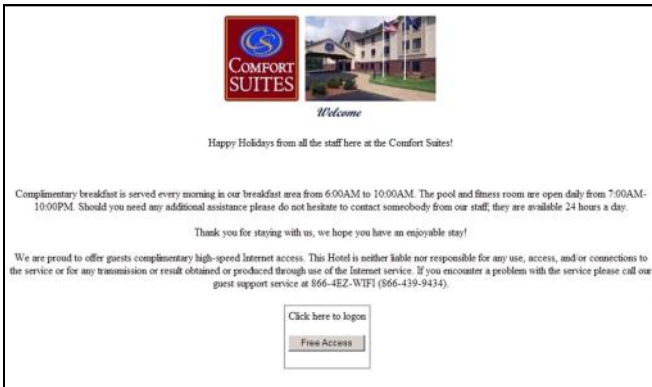 CS
COMFORT
SUITES
Welcome
Happy Holidays from all the staff here at the Comfort Suites!
Complimentary breakfast is served every morning in our breakfast area from 6:00AM to 10:00AM. The pool and fitness room are open daily from 7:00AM-
10:00PM. Should you need any additional assistance please do not hesitate to contact someobody from our staff, they are available 24 hours a day.
Thank you for staying with us, we hope you have an enjoyable stay!
We are proud to offer guests complimentary high-speed Internet access. This Hotel is neither liable nor responsible for any use, access, and/or connections to
the service or for any transmission or result obtained or produced through use of the Internet service. If you encounter a problem with the service please call our
guest support service at 866-4EZ-WIFI (866-439-9434).
Click here to logon
Free Access